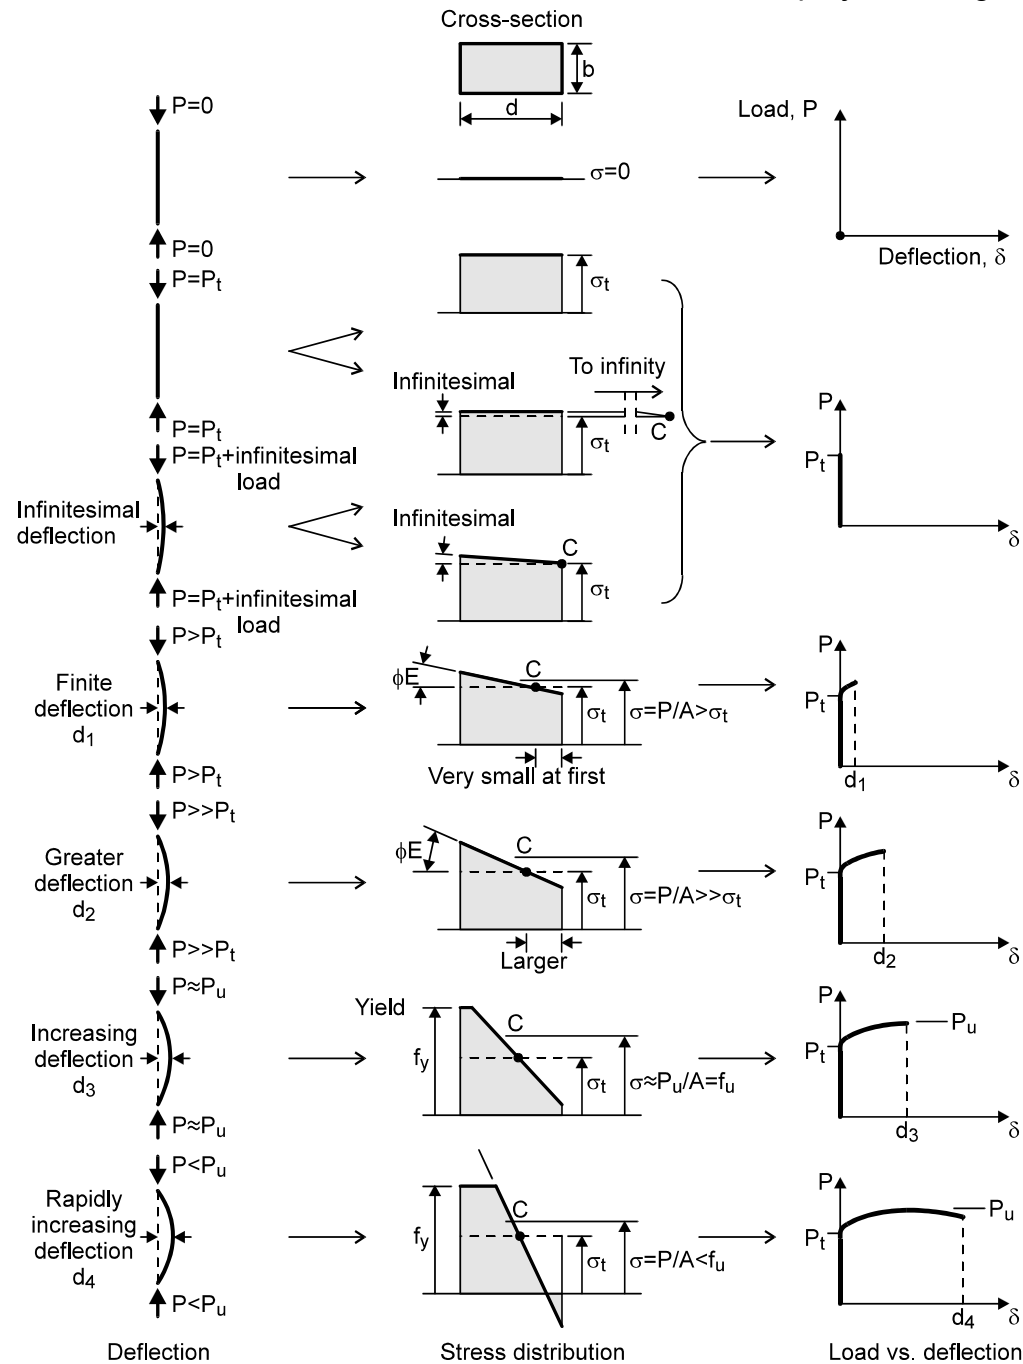 Cross-section
b
d
P=0
P=0
σ=0
Load, P
Deflection, δ
P=Pt
P=Pt
σt
Infinitesimal
To infinity
C
σt
P
Pt
δ
P=Pt+infinitesimal
load
Infinitesimal
deflection
P=Pt+infinitesimal
load
Infinitesimal
C
σt
P>Pt
Finite
deflection
d1
P>Pt
ϕE
C
σt
σ=P/A>σt
Very small at first
P
Pt
d1
δ
P>>Pt
Greater
deflection
d2
P>>Pt
ϕE
C
σt
σ=P/A>>σt
Larger
P
Pt
d2
δ
P≈Pu
Increasing
deflection
d3
P≈Pu
Yield
fy
C
σt
σ≈Pu/A=fu
P
Pu
Pt
d3
δ
P<Pu
Rapidly
increasing
deflection
d4
P<Pu
fy
C
σt
σ=P/A<fu
P
Pu
Pt
d4
δ
Deflection
Stress distribution
Load vs. deflection